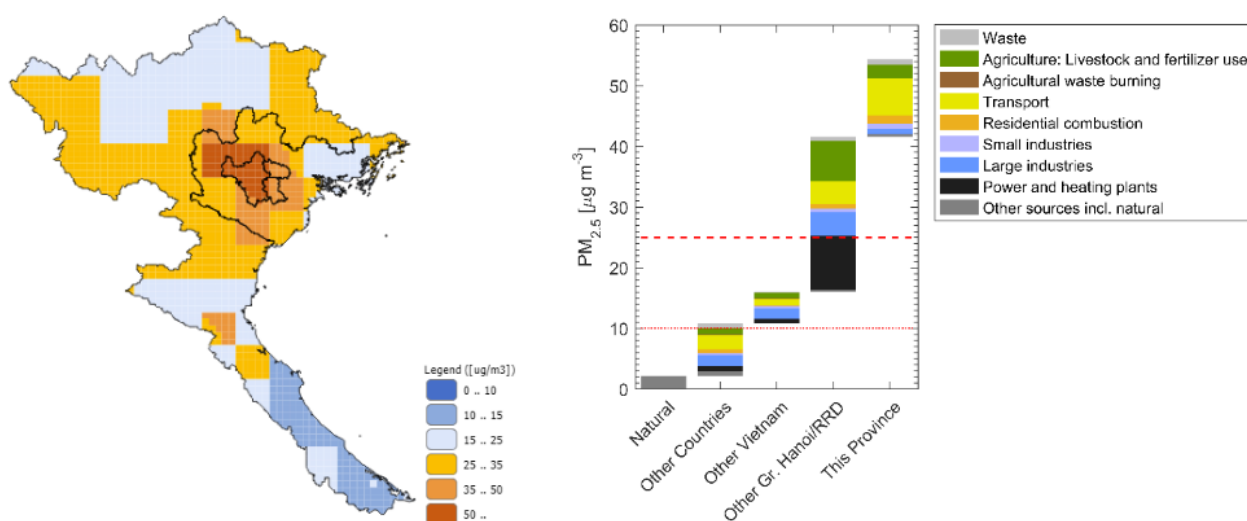 Legend ([ug/m3])
0 .. 10
10 .. 15
15 .. 25
25 .. 35
35 .. 50
50 ..
PM2.5 [µg m-3]
60
50
40
30
20
10
0
Natural
Other Countries
Other Vietnam
Other Gr. Hanoi/RRD
This Province
Waste
Agriculture: Livestock and fertilizer use
Agricultural waste burning
Transport
Residential combustion
Small industries
Large industries
Power and heating plants
Other sources incl. natural